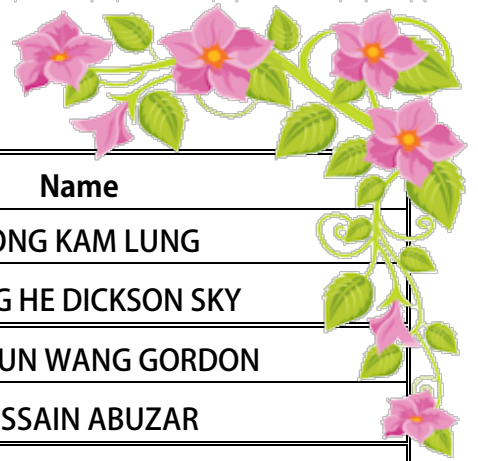 Name
ONG KAM LUNG
G HE DICKSON SKY
UN WANG GORDON
SSAIN ABUZAR